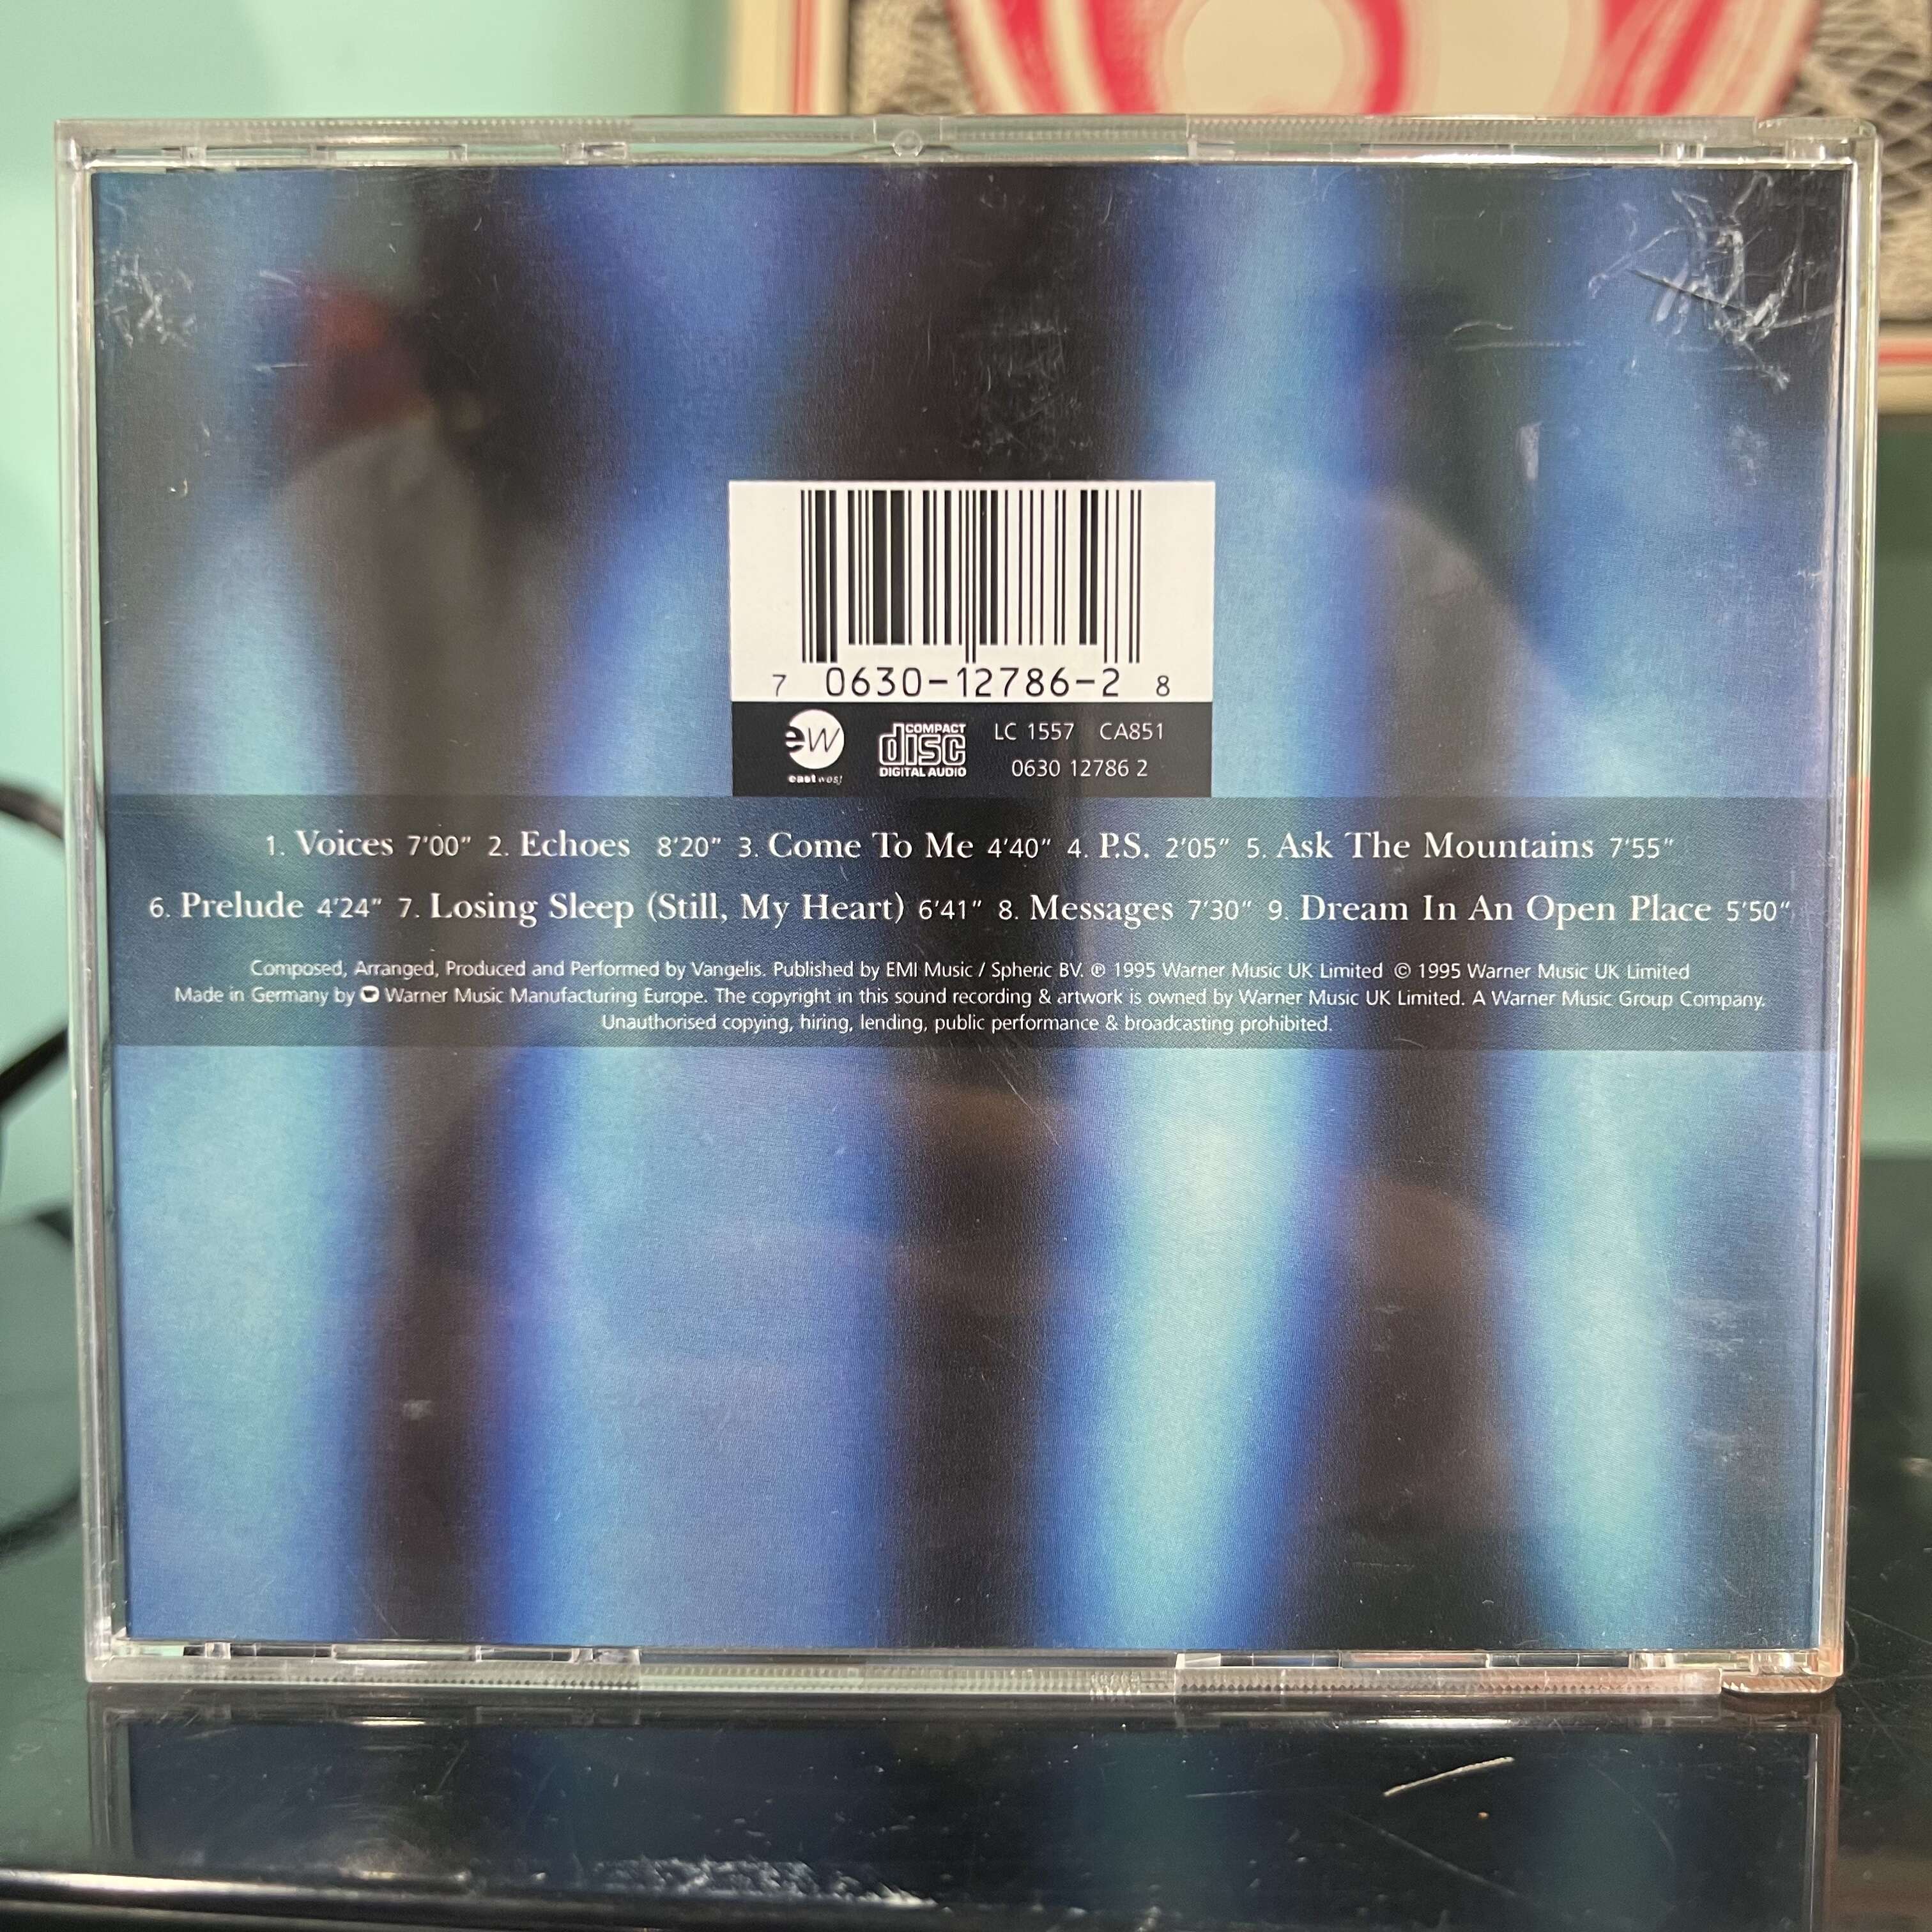 7 0630-12786-2 8
ew
eastwest
COMPACT
disc
DIGITAL AUDIO
LC 1557 CA851
0630 12786 2
1. Voices 7'00" 2. Echoes 8'20" 3. Come To Me 4'40" 4. P.S. 2'05" 5. Ask The Mountains 7'55"
6. Prelude 4'24" 7. Losing Sleep (Still, My Heart) 6'41" 8. Messages 7'30" 9. Dream In An Open Place 5'50"
Composed, Arranged, Produced and Performed by Vangelis. Published by EMI Music / Spheric BV. ℗ 1995 Warner Music UK Limited © 1995 Warner Music UK Limited
Made in Germany by Warner Music Manufacturing Europe. The copyright in this sound recording & artwork is owned by Warner Music UK Limited. A Warner Music Group Company.
Unauthorised copying, hiring, lending, public performance & broadcasting prohibited.